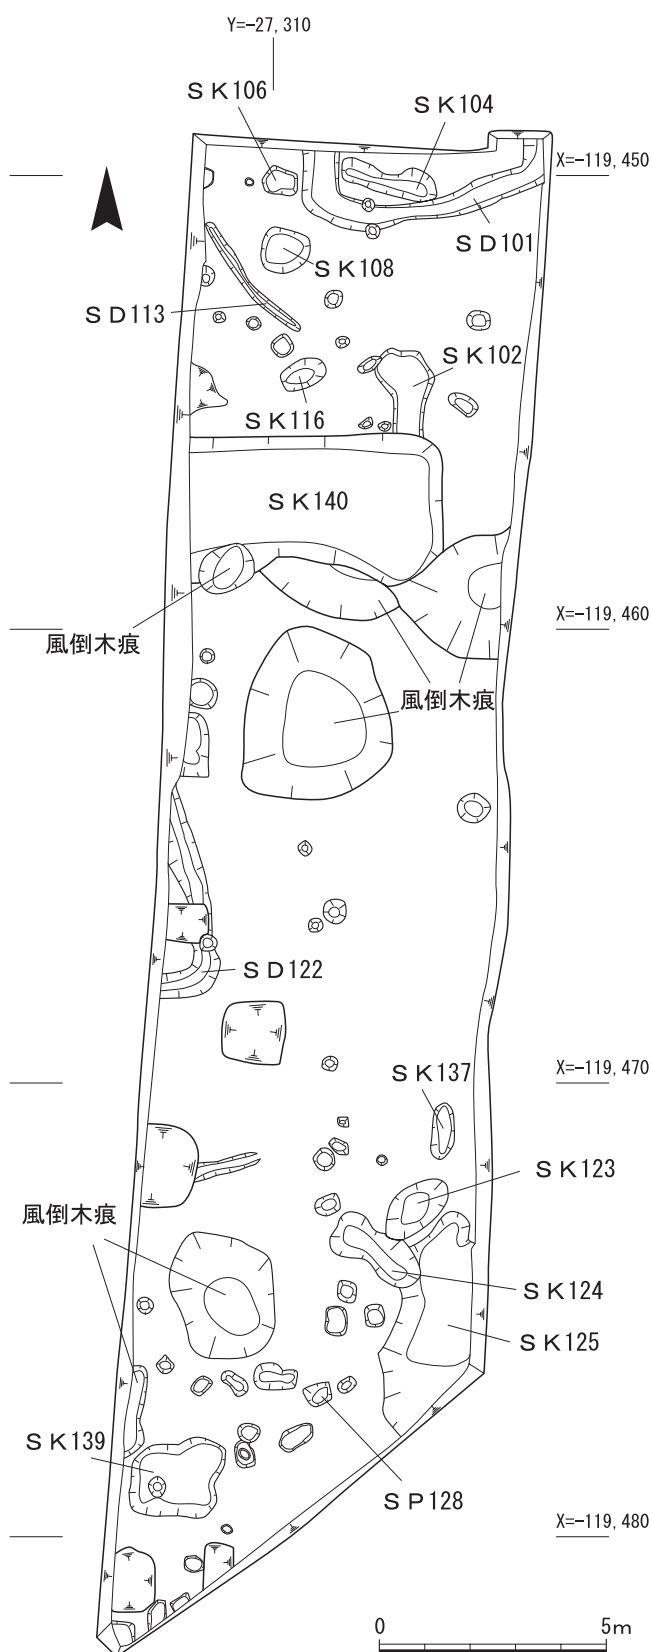 Y=-27, 310
SK106
SK104
X=-119, 450
SD101
SK108
SD113
SK102
SK116
SK140
X=-119, 460
風倒木痕
風倒木痕
SD122
X=-119, 470
SK137
SK123
風倒木痕
SK124
SK125
SK139
SP128
X=-119, 480
0 5m